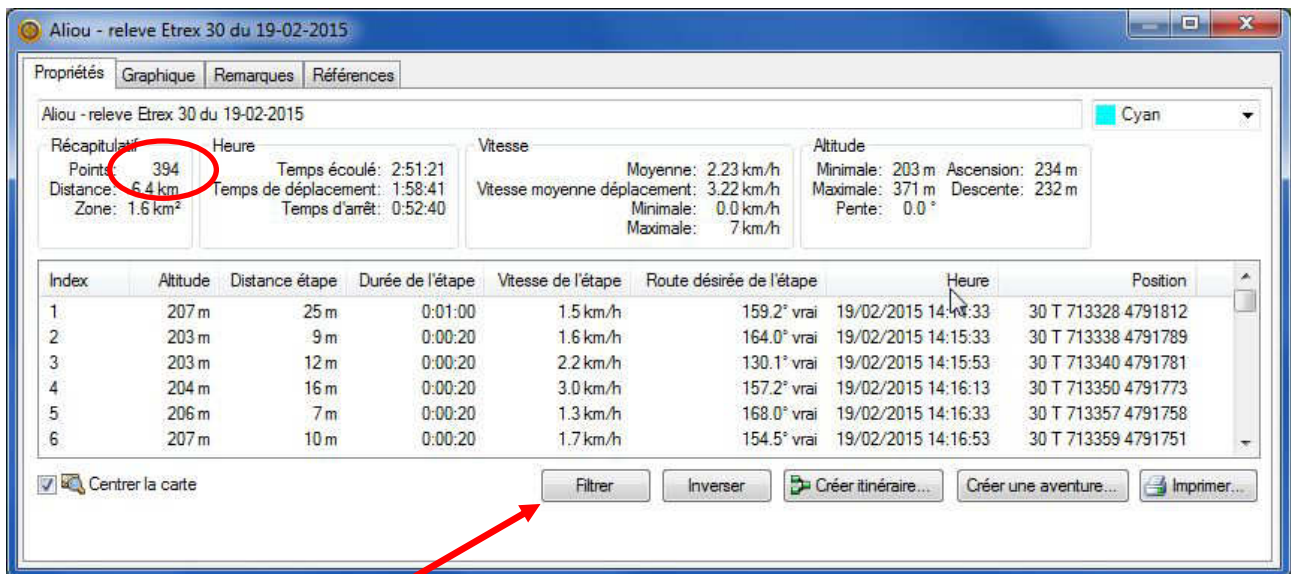 Aliou - releve Etrex 30 du 19-02-2015
Propriétés Graphique Remarques Références
Aliou - releve Etrex 30 du 19-02-2015 Cyan
Récapitulatif Heure Vitesse Altitude
Points: 394 Temps écoulé: 2:51:21 Moyenne: 2.23 km/h Minimale: 203 m Ascension: 234 m
Distance: 6.4 km Temps de déplacement: 1:58:41 Vitesse moyenne déplacement: 3.22 km/h Maximale: 371 m Descente: 232 m
Zone: 1.6 km² Temps d'arrêt: 0:52:40 Minimale: 0.0 km/h Pente: 0.0 °
Maximale: 7 km/h
Index Altitude Distance étape Durée de l'étape Vitesse de l'étape Route désirée de l'étape Heure Position
1 207 m 25 m 0:01:00 1.5 km/h 159.2° vrai 19/02/2015 14:14:33 30 T 713328 4791812
2 203 m 9 m 0:00:20 1.6 km/h 164.0° vrai 19/02/2015 14:15:33 30 T 713338 4791789
3 203 m 12 m 0:00:20 2.2 km/h 130.1° vrai 19/02/2015 14:15:53 30 T 713340 4791781
4 204 m 16 m 0:00:20 3.0 km/h 157.2° vrai 19/02/2015 14:16:13 30 T 713350 4791773
5 206 m 7 m 0:00:20 1.3 km/h 168.0° vrai 19/02/2015 14:16:33 30 T 713357 4791758
6 207 m 10 m 0:00:20 1.7 km/h 154.5° vrai 19/02/2015 14:16:53 30 T 713359 4791751
Centrer la carte Filtrer Inverser Créer itinéraire... Créer une aventure... Imprimer...